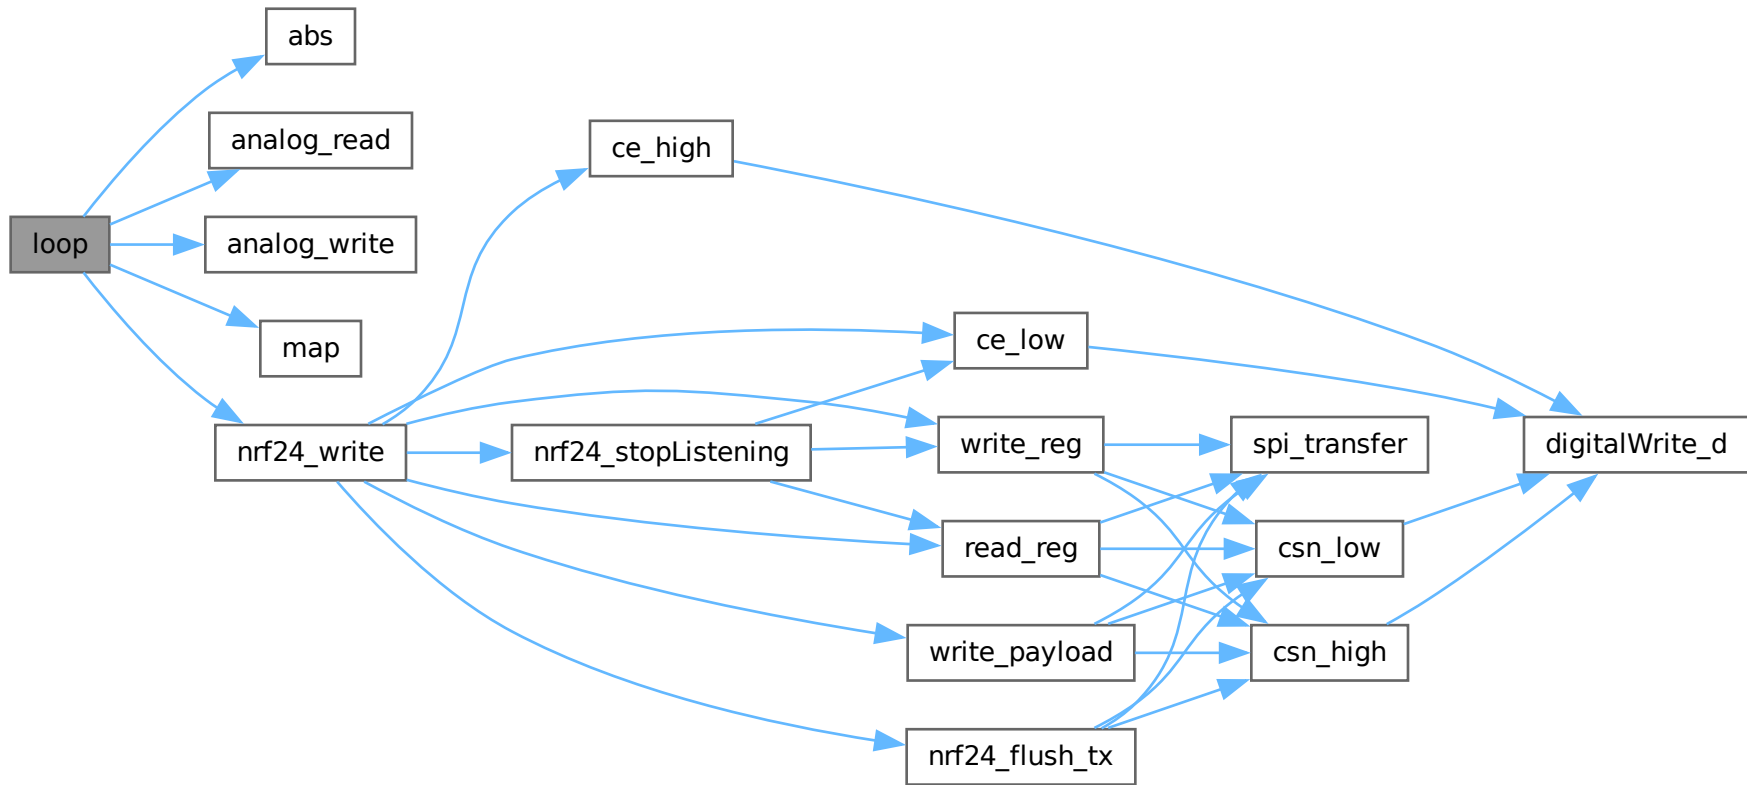 abs
analog_read
ce_high
loop
analog_write
map
ce_low
nrf24_write
nrf24_stopListening
write_reg
spi_transfer
digitalWrite_d
read_reg
csn_low
write_payload
csn_high
nrf24_flush_tx